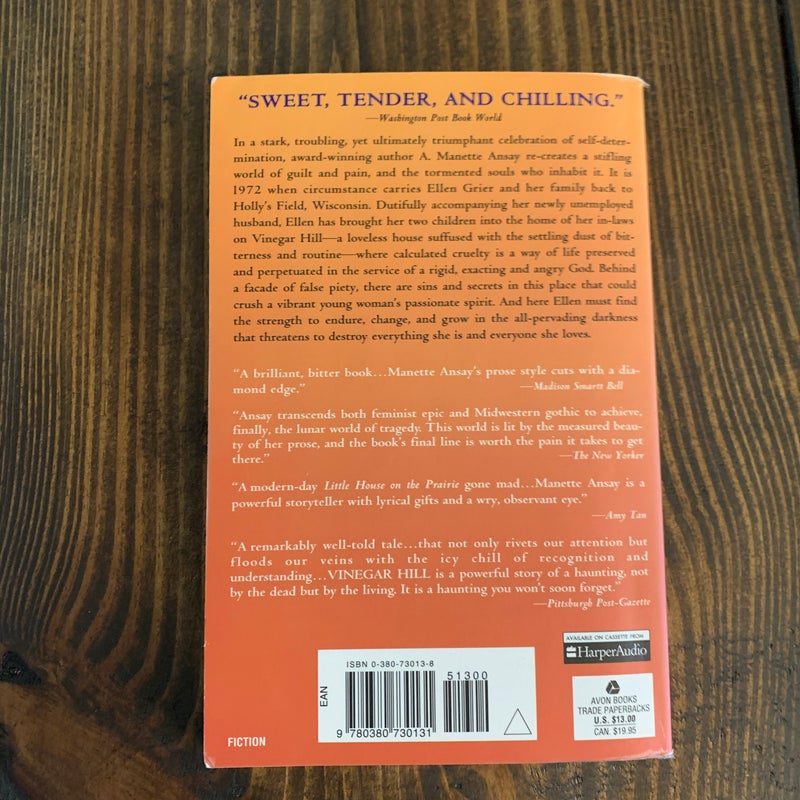 "SWEET, TENDER, AND CHILLING."
—Washington Post Book World
In a stark, troubling, yet ultimately triumphant celebration of self-deter-
mination, award-winning author A. Manette Ansay re-creates a stifling
world of guilt and pain, and the tormented souls who inhabit it. It is
1972 when circumstance carries Ellen Grier and her family back to
Holly's Field, Wisconsin. Dutifully accompanying her newly unemployed
husband, Ellen has brought her two children into the home of her in-laws
on Vinegar Hill—a loveless house suffused with the settling dust of bit-
terness and routine—where calculated cruelty is a way of life preserved
and perpetuated in the service of a rigid, exacting and angry God. Behind
a facade of false piety, there are sins and secrets in this place that could
crush a vibrant young woman's passionate spirit. And here Ellen must find
the strength to endure, change, and grow in the all-pervading darkness
that threatens to destroy everything she is and everyone she loves.
"A brilliant, bitter book...Manette Ansay's prose style cuts with a dia-
mond edge." —Madison Smartt Bell
"Ansay transcends both feminist epic and Midwestern gothic to achieve,
finally, the lunar world of tragedy. This world is lit by the measured beau-
ty of her prose, and the book's final line is worth the pain it takes to get
there." —The New Yorker
"A modern-day Little House on the Prairie gone mad...Manette Ansay is a
powerful storyteller with lyrical gifts and a wry, observant eye."
—Amy Tan
"A remarkably well-told tale...that not only rivets our attention but
floods our veins with the icy chill of recognition and
understanding...VINEGAR HILL is a powerful story of a haunting, not
by the dead but by the living. It is a haunting you won't soon forget."
—Pittsburgh Post-Gazette
AVAILABLE ON CASSETTE FROM
HarperAudio
ISBN 0-380-73013-8
51300
EAN
9 780380 730131
AVON BOOKS
TRADE PAPERBACKS
U.S. $13.00
CAN. $19.95
FICTION